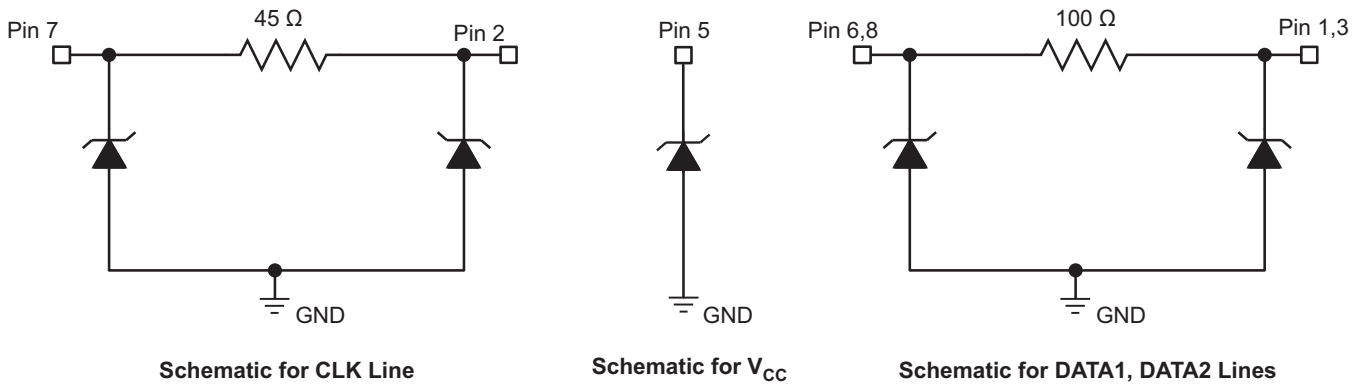 45 Ω
Pin 7
Pin 2
GND
Schematic for CLK Line
Pin 5
GND
Schematic for VCC
100 Ω
Pin 6,8
Pin 1,3
GND
Schematic for DATA1, DATA2 Lines